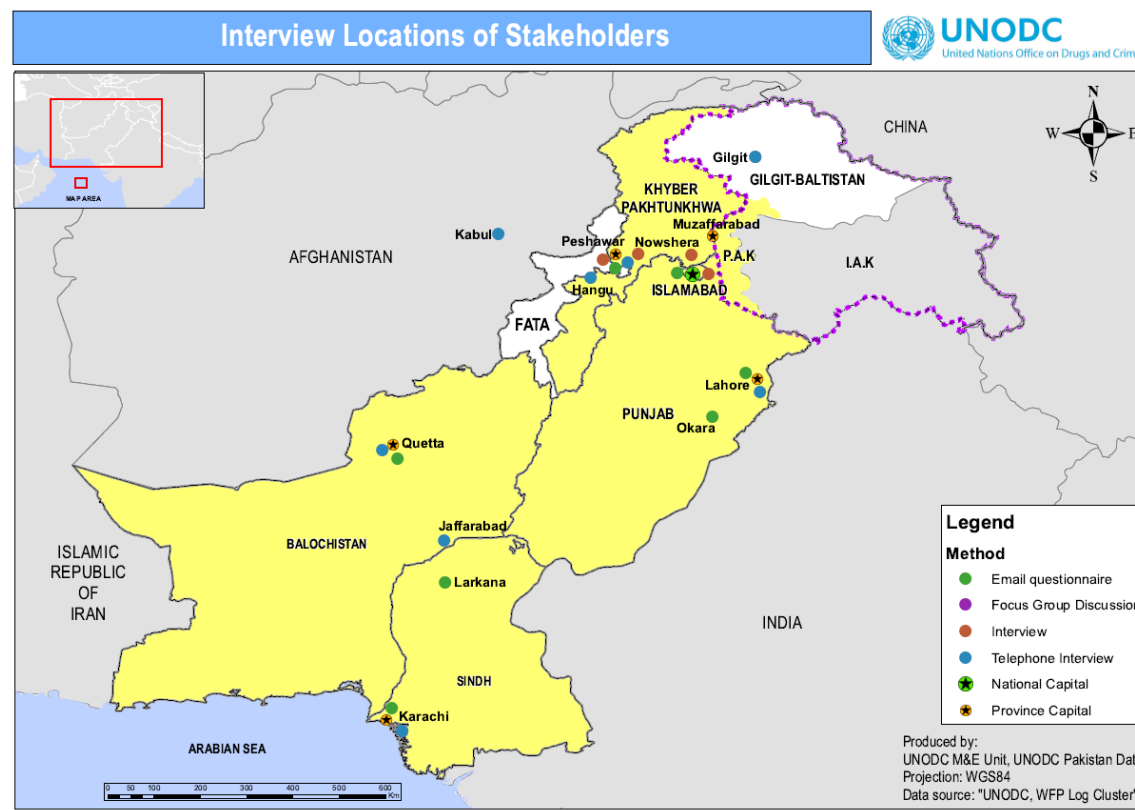 Interview Locations of Stakeholders
UNODC
United Nations Office on Drugs and Crim
MAP AREA
N
W
E
S
CHINA
Gilgit
GILGIT-BALTISTAN
KHYBER
PAKHTUNKHWA
Muzaffarabad
Kabul
Peshawar
Nowshera
P.A.K
I.A.K
AFGHANISTAN
Hangu
ISLAMABAD
FATA
Lahore
PUNJAB
Okara
Quetta
Jaffarabad
BALOCHISTAN
ISLAMIC
REPUBLIC
OF
IRAN
Larkana
INDIA
SINDH
Karachi
ARABIAN SEA
0 50 100 200 300 400 500 600
Km
Legend
Method
Email questionnaire
Focus Group Discussion
Interview
Telephone Interview
National Capital
Province Capital
Produced by:
UNODC M&E Unit, UNODC Pakistan Dat
Projection: WGS84
Data source: "UNODC, WFP Log Cluster"